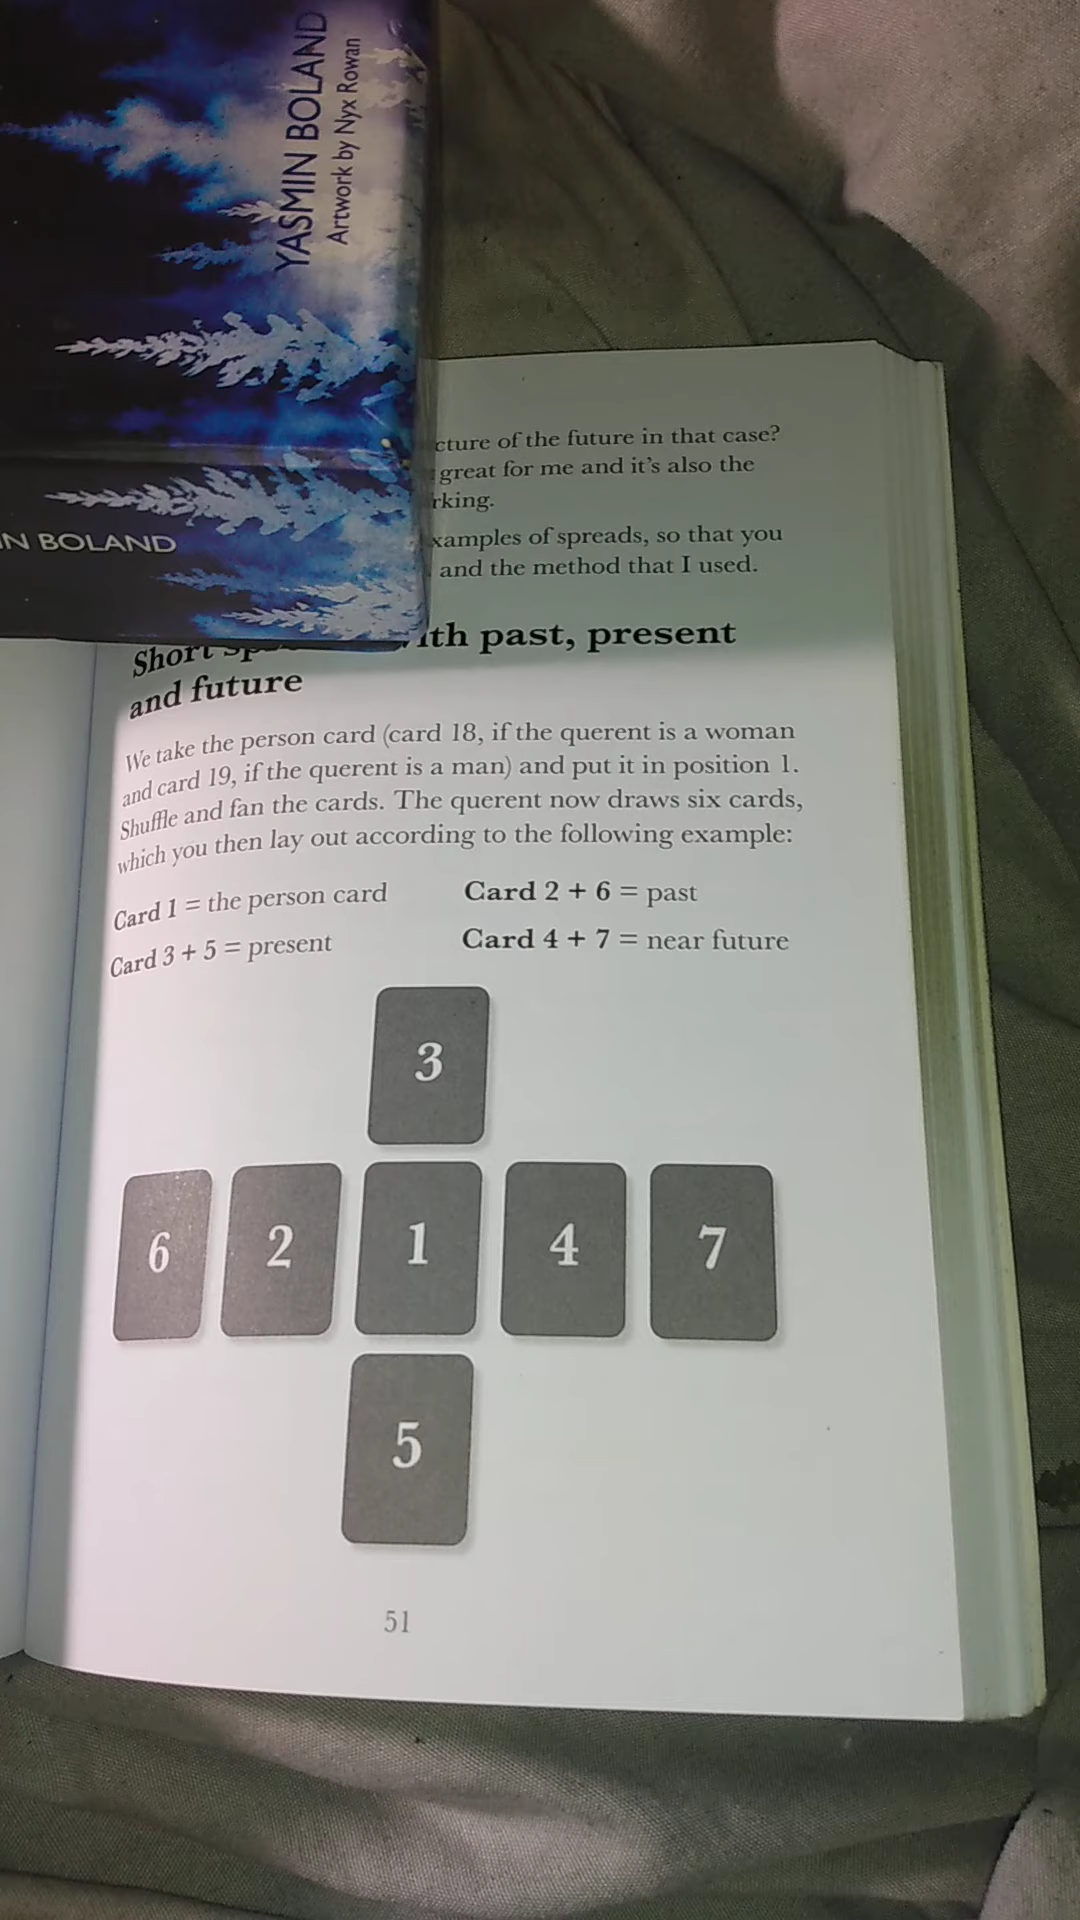 YASMIN BOLAND
Artwork by Nyx Rowan
IN BOLAND
cture of the future in that case?
great for me and it's also the
rking.
xamples of spreads, so that you
and the method that I used.
Short sp ith past, present
and future
We take the person card (card 18, if the querent is a woman
and card 19, if the querent is a man) and put it in position 1.
Shuffle and fan the cards. The querent now draws six cards,
which you then lay out according to the following example:
Card 1 = the person card Card 2 + 6 = past
Card 3 + 5 = present Card 4 + 7 = near future
3
6 2 1 4 7
5
51